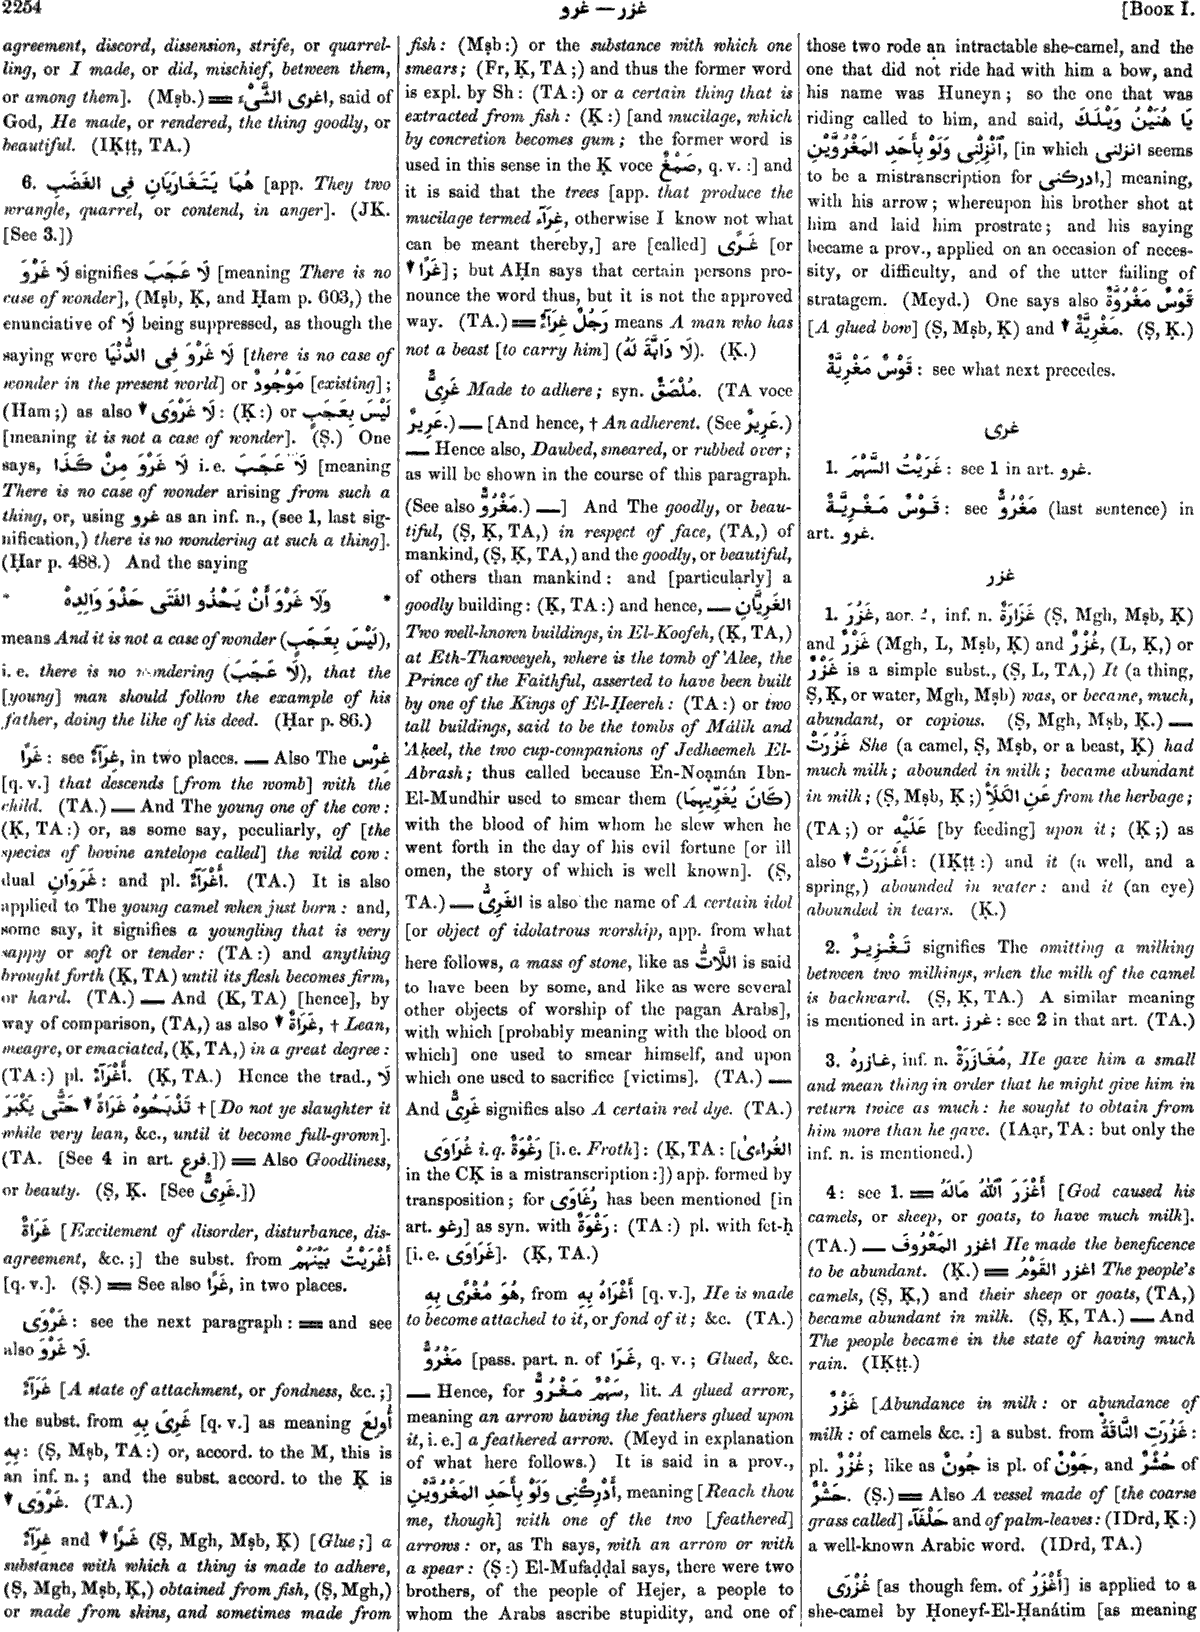 2254
غزر — غرو
[BOOK I.
agreement, discord, dissension, strife, or quarrel-
ling, or I made, or did, mischief, between them,
or among them]. (Mṣb.) = اغرى الشَّىْءَ, said of
God, He made, or rendered, the thing goodly, or
beautiful. (IḲṭṭ, TA.)
6. هُمَا يَتَغَارَيَانِ فِى الغَضَبِ [app. They two
wrangle, quarrel, or contend, in anger]. (JK.
[See 3.])
لَا غَرْوَ signifies لَا عَجَبَ [meaning There is no
case of wonder], (Mṣb, Ḳ, and Ḥam p. 603,) the
enunciative of لَا being suppressed, as though the
saying were لَا غَرْوَ فِى الدُّنْيَا [there is no case of
wonder in the present world] or مَوْجُودٌ [existing];
(Ḥam;) as also لَا غَرْوَى ♦: (Ḳ:) or لَيْسَ بِعَجَبٍ
[meaning it is not a case of wonder]. (Ṣ.) One
says, لَا غَرْوَ مِنْ كَذَا i. e. لَا عَجَبَ [meaning
There is no case of wonder arising from such a
thing, or, using غرو as an inf. n., (see 1, last sig-
nification,) there is no wondering at such a thing].
(Ḥar p. 488.) And the saying
* وَلَا غَرْوَ أَنْ يَحْذُو الفَتَى حَذْوَ وَالِدِهْ *
means And it is not a case of wonder (لَيْسَ بِعَجَبٍ),
i. e. there is no wondering (لَا عَجَبَ), that the
[young] man should follow the example of his
father, doing the like of his deed. (Ḥar p. 86.)
غَرًا : see غِرَآءٌ, in two places. — Also The غِرْس
[q. v.] that descends [from the womb] with the
child. (TA.) — And The young one of the cow:
(Ḳ, TA:) or, as some say, peculiarly, of [the
species of bovine antelope called] the wild cow:
dual غَرَوَانِ: and pl. أَغْرَآءٌ. (TA.) It is also
applied to The young camel when just born: and,
some say, it signifies a youngling that is very
sappy or soft or tender: (TA:) and anything
brought forth (Ḳ, TA) until its flesh becomes firm,
or hard. (TA.) — And (Ḳ, TA) [hence], by
way of comparison, (TA,) as also غَرَاةٌ ♦, † Lean,
meagre, or emaciated, (Ḳ, TA,) in a great degree:
(TA:) pl. أَغْرَآءٌ. (Ḳ, TA.) Hence the trad., لَا
تَذْبَحُوهُ غَرَاةً ♦ حَتَّى يَكْبَرَ † [Do not ye slaughter it
while very lean, &c., until it become full-grown].
(TA. [See 4 in art. فرع.]) = Also Goodliness,
or beauty. (Ṣ, Ḳ. [See غَرِىٌّ.])
غَرَاةٌ [Excitement of disorder, disturbance, dis-
agreement, &c.;] the subst. from أَغْرَيْتُ بَيْنَهُمْ
[q. v.]. (Ṣ.) = See also غَرًا, in two places.
غَرْوَى : see the next paragraph: = and see
also لَا غَرْوَ.
غَرَآءٌ [A state of attachment, or fondness, &c.;]
the subst. from غَرِىَ بِهِ [q. v.] as meaning أُولِعَ
بِهِ: (Ṣ, Mṣb, TA:) or, accord. to the M, this is
an inf. n.; and the subst. accord. to the Ḳ is
غَرْوَى ♦. (TA.)
غِرَآءٌ and غَرًا ♦ (Ṣ, Mgh, Mṣb, Ḳ) [Glue;] a
substance with which a thing is made to adhere,
(Ṣ, Mgh, Mṣb, Ḳ,) obtained from fish, (Ṣ, Mgh,)
or made from skins, and sometimes made from
fish: (Mṣb:) or the substance with which one
smears; (Fr, Ḳ, TA;) and thus the former word
is expl. by Sh: (TA:) or a certain thing that is
extracted from fish: (Ḳ:) [and mucilage, which
by concretion becomes gum; the former word is
used in this sense in the Ḳ voce صَمْغٌ, q. v.:] and
it is said that the trees [app. that produce the
mucilage termed غِرَآء, otherwise I know not what
can be meant thereby,] are [called] غَرًى [or
غَرًا ♦]; but AḤn says that certain persons pro-
nounce the word thus, but it is not the approved
way. (TA.) = رَجُلٌ غِرَآءٌ means A man who has
not a beast [to carry him] (لَا دَابَّةَ لَهُ). (Ḳ.)
غَرِىٌّ Made to adhere; syn. مُلْصَقٌ. (TA voce
غَرِيرٌ.) — [And hence, † An adherent. (See غَرِيرٌ.)
— Hence also, Daubed, smeared, or rubbed over;
as will be shown in the course of this paragraph.
(See also مَغْرُوٌّ.) —] And The goodly, or beau-
tiful, (Ṣ, Ḳ, TA,) in respect of face, (TA,) of
mankind, (Ṣ, Ḳ, TA,) and the goodly, or beautiful,
of others than mankind: and [particularly] a
goodly building: (Ḳ, TA:) and hence, — الغَرِيَّانِ
Two well-known buildings, in El-Koofeh, (Ḳ, TA,)
at Eth-Thaweeyeh, where is the tomb of 'Alee, the
Prince of the Faithful, asserted to have been built
by one of the Kings of El-Ḥeereh: (TA:) or two
tall buildings, said to be the tombs of Málik and
'Aḳeel, the two cup-companions of Jedheemeh El-
Abrash; thus called because En-Noạmán Ibn-
El-Mundhir used to smear them (كَانَ يُغَرِّيهِمَا)
with the blood of him whom he slew when he
went forth in the day of his evil fortune [or ill
omen, the story of which is well known]. (Ṣ,
TA.) — الغَرِىُّ is also the name of A certain idol
[or object of idolatrous worship, app. from what
here follows, a mass of stone, like as اللَّاتُّ is said
to have been by some, and like as were several
other objects of worship of the pagan Arabs],
with which [probably meaning with the blood on
which] one used to smear himself, and upon
which one used to sacrifice [victims]. (TA.) —
And غَرِىٌّ signifies also A certain red dye. (TA.)
غُرَاوَى i. q. رَغْوَةٌ [i. e. Froth]: (Ḳ, TA: [الغُراءىٰ
in the CḲ is a mistranscription:]) app. formed by
transposition; for رُغَاوَى has been mentioned [in
art. رغو] as syn. with رَغْوَةٌ: (TA:) pl. with fet-ḥ
[i. e. غَرَاوَى]. (Ḳ, TA.)
هُوَ مُغْرًى بِهِ, from أَغْرَاهُ بِهِ [q. v.], He is made
to become attached to it, or fond of it; &c. (TA.)
مَغْرُوٌّ [pass. part. n. of غَرَا, q. v.; Glued, &c.
— Hence, for سَهْمٌ مَغْرُوٌّ, lit. A glued arrow,
meaning an arrow having the feathers glued upon
it, i. e.] a feathered arrow. (Meyd in explanation
of what here follows.) It is said in a prov.,
أَدْرِكْنِى وَلَوْ بِأَحَدِ المَغْرُوَّيْنِ, meaning [Reach thou
me, though] with one of the two [feathered]
arrows: or, as Th says, with an arrow or with
a spear: (Ṣ:) El-Mufaḍḍal says, there were two
brothers, of the people of Hejer, a people to
whom the Arabs ascribe stupidity, and one of
those two rode an intractable she-camel, and the
one that did not ride had with him a bow, and
his name was Huneyn; so the one that was
riding called to him, and said, يَا هُنَيْنُ وَيْلَكَ
أَنْزِلْنِى وَلَوْ بِأَحَدِ المَغْرُوَّيْنِ, [in which انزلنى seems
to be a mistranscription for ادركنى,] meaning,
with his arrow; whereupon his brother shot at
him and laid him prostrate; and his saying
became a prov., applied on an occasion of neces-
sity, or difficulty, and of the utter failing of
stratagem. (Meyd.) One says also قَوْسٌ مَغْرُوَّةٌ
[A glued bow] (Ṣ, Mṣb, Ḳ) and مَغْرِيَّةٌ ♦. (Ṣ, Ḳ.)
قَوْسٌ مَغْرِيَّةٌ : see what next precedes.
غرى
1. غَرَيْتُ السَّهْمَ : see 1 in art. غرو.
قَوْسٌ مَغْرِيَّةٌ : see مَغْرُوٌّ (last sentence) in
art. غرو.
غزر
1. غَزُرَ, aor. ـُ, inf. n. غَزَارَةٌ (Ṣ, Mgh, Mṣb, Ḳ)
and غَزْرٌ (Mgh, L, Mṣb, Ḳ) and غُزْرٌ, (L, Ḳ,) or
غُزْرٌ is a simple subst., (Ṣ, L, TA,) It (a thing,
Ṣ, Ḳ, or water, Mgh, Mṣb) was, or became, much,
abundant, or copious. (Ṣ, Mgh, Mṣb, Ḳ.) —
غَزُرَتْ She (a camel, Ṣ, Mṣb, or a beast, Ḳ) had
much milk; abounded in milk; became abundant
in milk; (Ṣ, Mṣb, Ḳ;) عَنِ الكَلَأِ from the herbage;
(TA;) or عَلَيْهِ [by feeding] upon it; (Ḳ;) as
also أَغْزَرَتْ ♦: (IḲṭṭ:) and it (a well, and a
spring,) abounded in water: and it (an eye)
abounded in tears. (Ḳ.)
2. تَغْزِيرٌ signifies The omitting a milking
between two milkings, when the milk of the camel
is backward. (Ṣ, Ḳ, TA.) A similar meaning
is mentioned in art. غرز: see 2 in that art. (TA.)
3. غازرهُ, inf. n. مُغَازَرَةٌ, He gave him a small
and mean thing in order that he might give him in
return twice as much: he sought to obtain from
him more than he gave. (IAạr, TA: but only the
inf. n. is mentioned.)
4: see 1. = أَغْزَرَ اللّٰهُ مَالَهُ [God caused his
camels, or sheep, or goats, to have much milk].
(TA.) — اغزر المَعْرُوفَ He made the beneficence
to be abundant. (Ḳ.) = اغزر القَوْمُ The people's
camels, (Ṣ, Ḳ,) and their sheep or goats, (TA,)
became abundant in milk. (Ṣ, Ḳ, TA.) — And
The people became in the state of having much
rain. (IḲṭṭ.)
غَزْرٌ [Abundance in milk: or abundance of
milk: of camels &c.:] a subst. from غَزُرَتِ النَّاقَةُ:
pl. غُزْرٌ; like as جُونٌ is pl. of جَوْنٌ, and حُشْرٌ of
حَشْرٌ. (Ṣ.) = Also A vessel made of [the coarse
grass called] حَلْفَآء and of palm-leaves: (IDrd, Ḳ:)
a well-known Arabic word. (IDrd, TA.)
غُزْرَى [as though fem. of أَغْزَرُ] is applied to a
she-camel by Ḥoneyf-El-Ḥanátim [as meaning